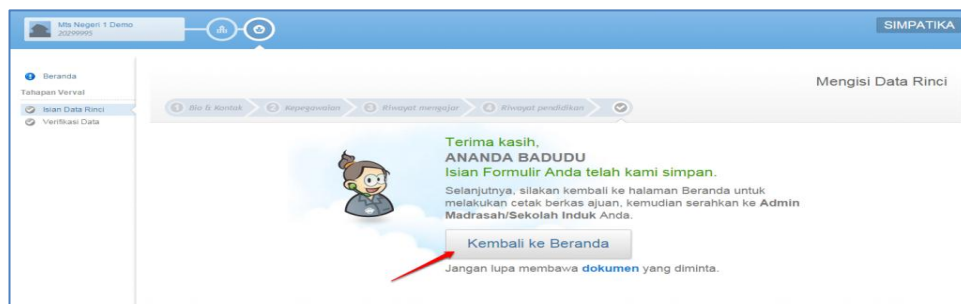 Mts Negeri 1 Demo
20299995
SIMPATIKA
Beranda
Tahapan Verval
Isian Data Rinci
Verifikasi Data
Mengisi Data Rinci
1 Bio & Kontak 2 Kepegawaian 3 Riwayat mengajar 4 Riwayat pendidikan
Terima kasih,
ANANDA BADUDU
Isian Formulir Anda telah kami simpan.
Selanjutnya, silakan kembali ke halaman Beranda untuk
melakukan cetak berkas ajuan, kemudian serahkan ke Admin
Madrasah/Sekolah Induk Anda.
Kembali ke Beranda
Jangan lupa membawa dokumen yang diminta.